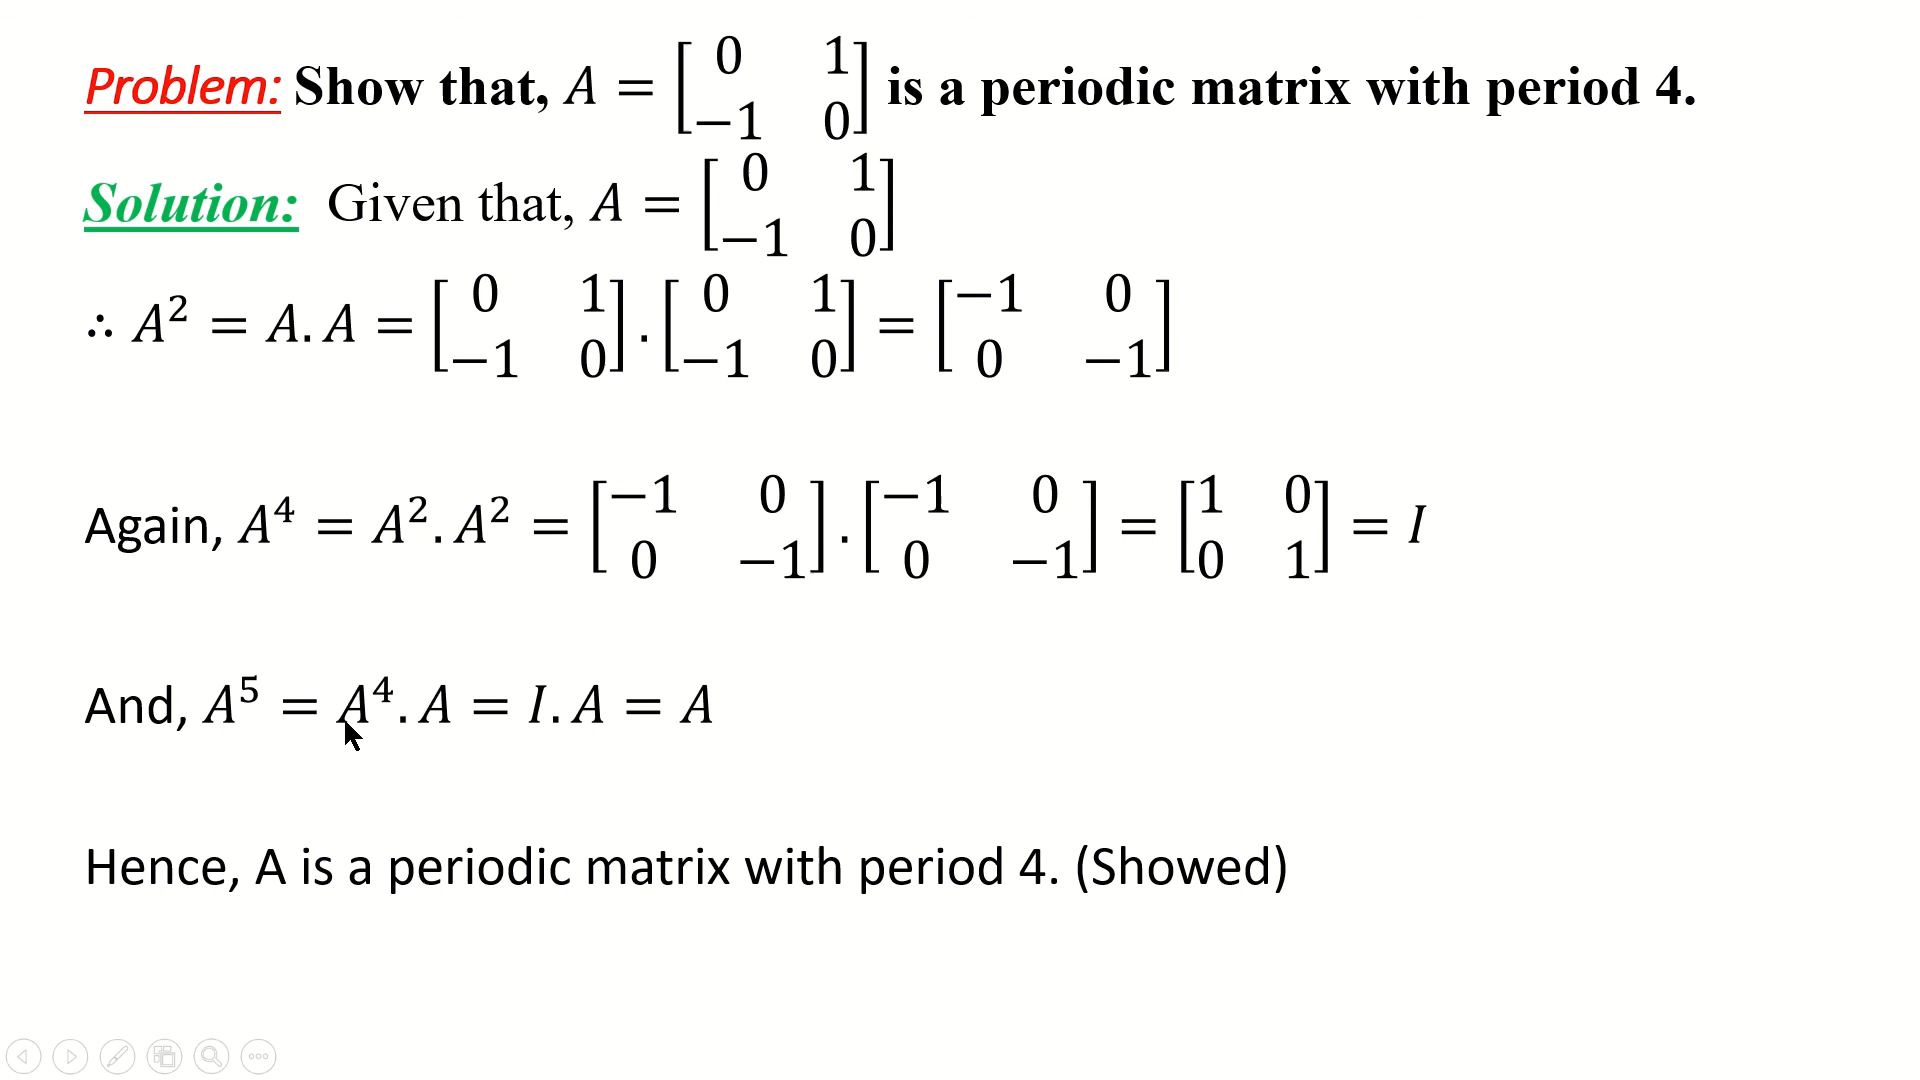 Problem: Show that, A = [0 1; −1 0] is a periodic matrix with period 4.
Solution: Given that, A = [0 1; −1 0]
∴ A² = A. A = [0 1; −1 0] . [0 1; −1 0] = [−1 0; 0 −1]
Again, A⁴ = A². A² = [−1 0; 0 −1] . [−1 0; 0 −1] = [1 0; 0 1] = I
And, A⁵ = A⁴. A = I. A = A
Hence, A is a periodic matrix with period 4. (Showed)